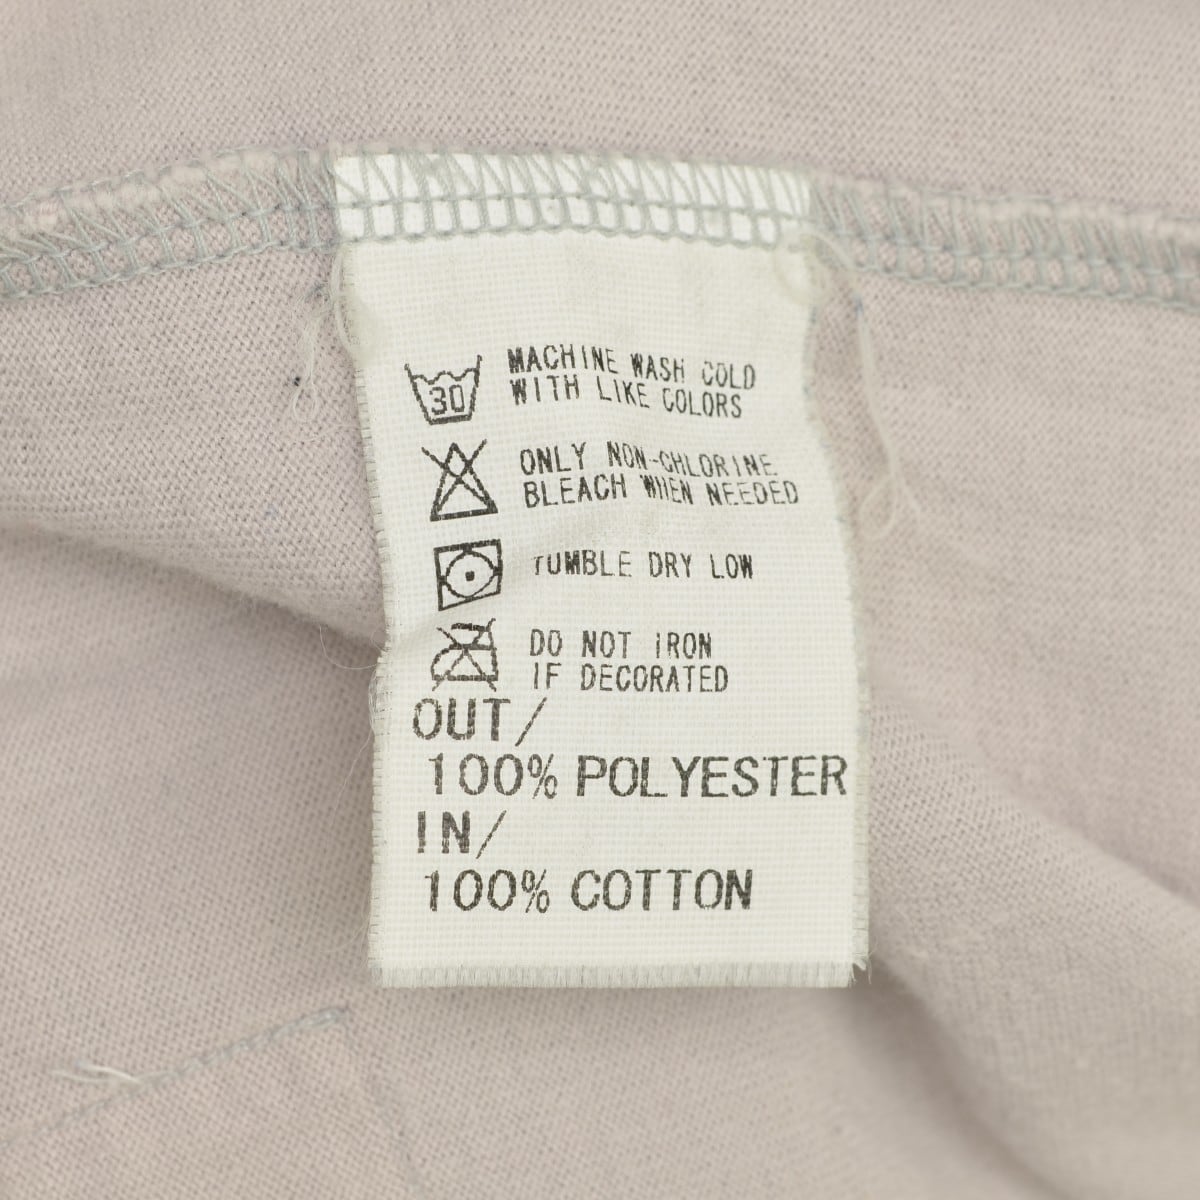 30 MACHINE WASH COLD
WITH LIKE COLORS
ONLY NON-CHLORINE
BLEACH WHEN NEEDED
TUMBLE DRY LOW
DO NOT IRON
IF DECORATED
OUT/
100% POLYESTER
IN/
100% COTTON